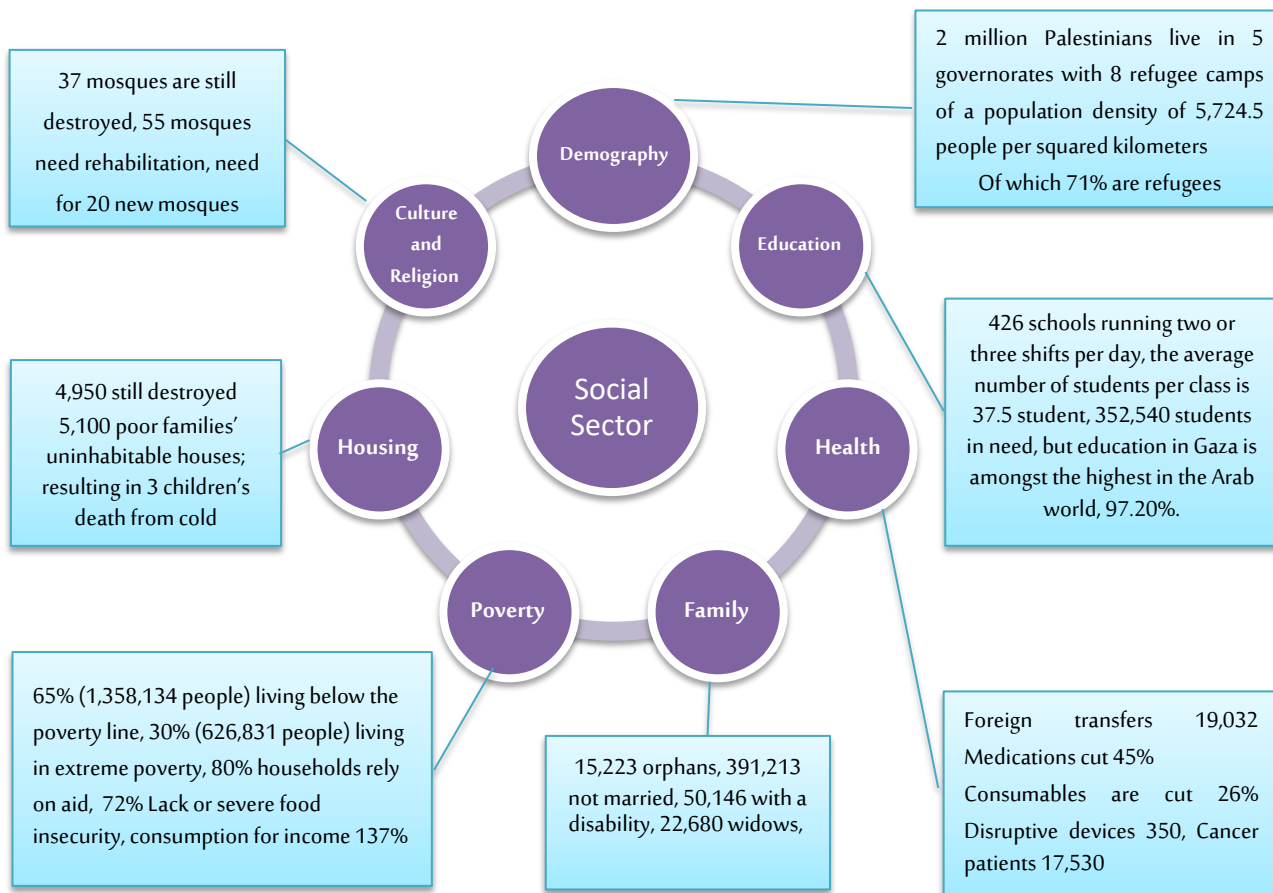 2 million Palestinians live in 5
governorates with 8 refugee camps
of a population density of 5,724.5
people per squared kilometers
Of which 71% are refugees
37 mosques are still
destroyed, 55 mosques
need rehabilitation, need
for 20 new mosques
Demography
Culture
and
Religion
Education
426 schools running two or
three shifts per day, the average
number of students per class is
37.5 student, 352,540 students
in need, but education in Gaza is
amongst the highest in the Arab
world, 97.20%.
4,950 still destroyed
5,100 poor families’
uninhabitable houses;
resulting in 3 children’s
death from cold
Social
Sector
Housing
Health
Poverty
Family
65% (1,358,134 people) living below the
poverty line, 30% (626,831 people) living
in extreme poverty, 80% households rely
on aid, 72% Lack or severe food
insecurity, consumption for income 137%
15,223 orphans, 391,213
not married, 50,146 with a
disability, 22,680 widows,
Foreign transfers 19,032
Medications cut 45%
Consumables are cut 26%
Disruptive devices 350, Cancer
patients 17,530